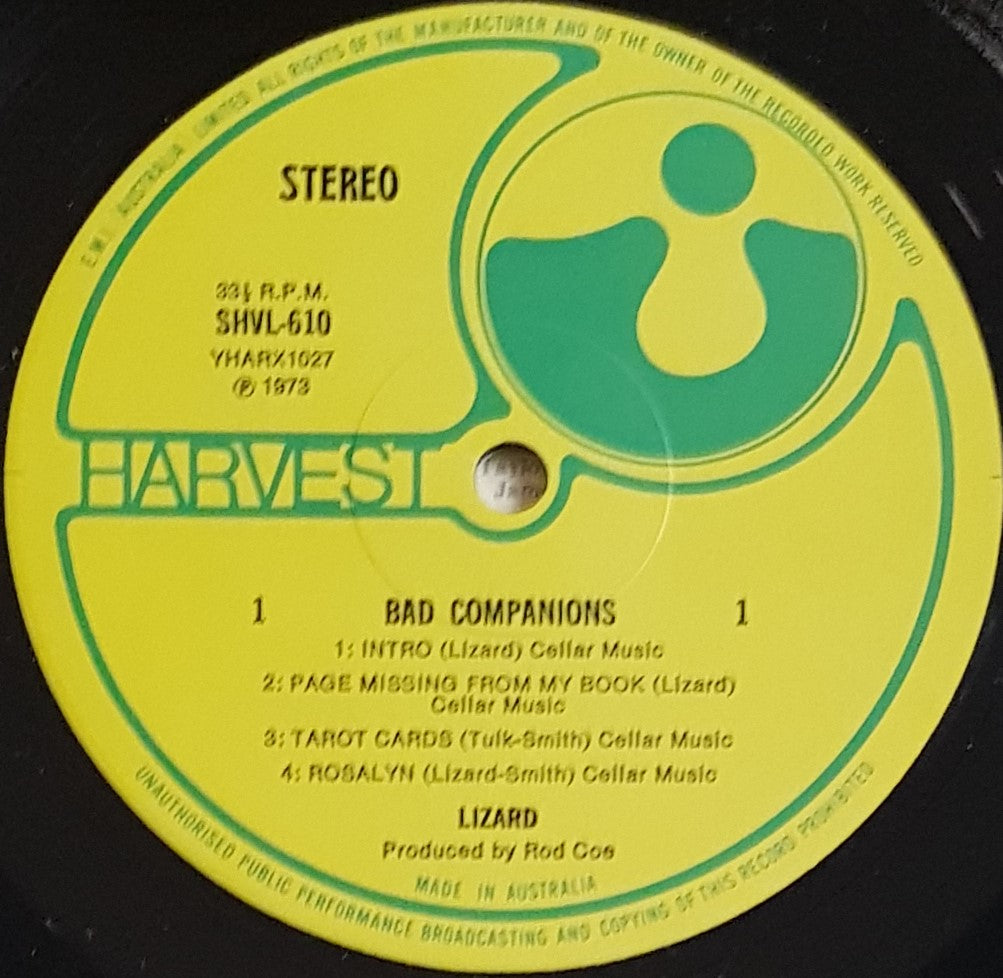 E.M.I. AUSTRALIA LIMITED ALL RIGHTS OF THE MANUFACTURER AND OF THE OWNER OF THE RECORDED WORK RESERVED
STEREO
33⅓ R.P.M.
SHVL-610
YHARX1027
℗ 1973
HARVEST
1 BAD COMPANIONS 1
1: INTRO (Lizard) Cellar Music
2: PAGE MISSING FROM MY BOOK (Lizard)
Cellar Music
3: TAROT CARDS (Tulk-Smith) Cellar Music
4: ROSALYN (Lizard-Smith) Cellar Music
LIZARD
Produced by Rod Coe
MADE IN AUSTRALIA
UNAUTHORISED PUBLIC PERFORMANCE BROADCASTING AND COPYING OF THIS RECORD PROHIBITED